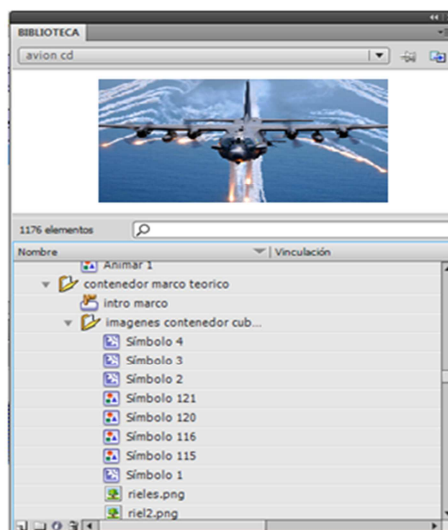 BIBLIOTECA
avion cd
1176 elementos
Nombre Vinculación
Animar 1
contenedor marco teorico
intro marco
imagenes contenedor cub...
Símbolo 4
Símbolo 3
Símbolo 2
Símbolo 121
Símbolo 120
Símbolo 116
Símbolo 115
Símbolo 1
rieles.png
riel2.png